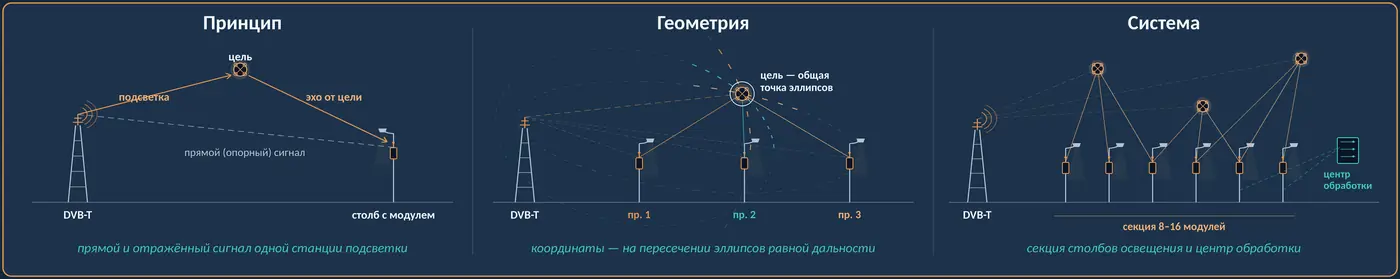 Принцип
цель
подсветка
эхо от цели
прямой (опорный) сигнал
DVB-T
столб с модулем
прямой и отражённый сигнал одной станции подсветки
Геометрия
цель — общая
точка эллипсов
DVB-T
пр. 1
пр. 2
пр. 3
координаты — на пересечении эллипсов равной дальности
Система
центр
обработки
DVB-T
секция 8–16 модулей
секция столбов освещения и центр обработки